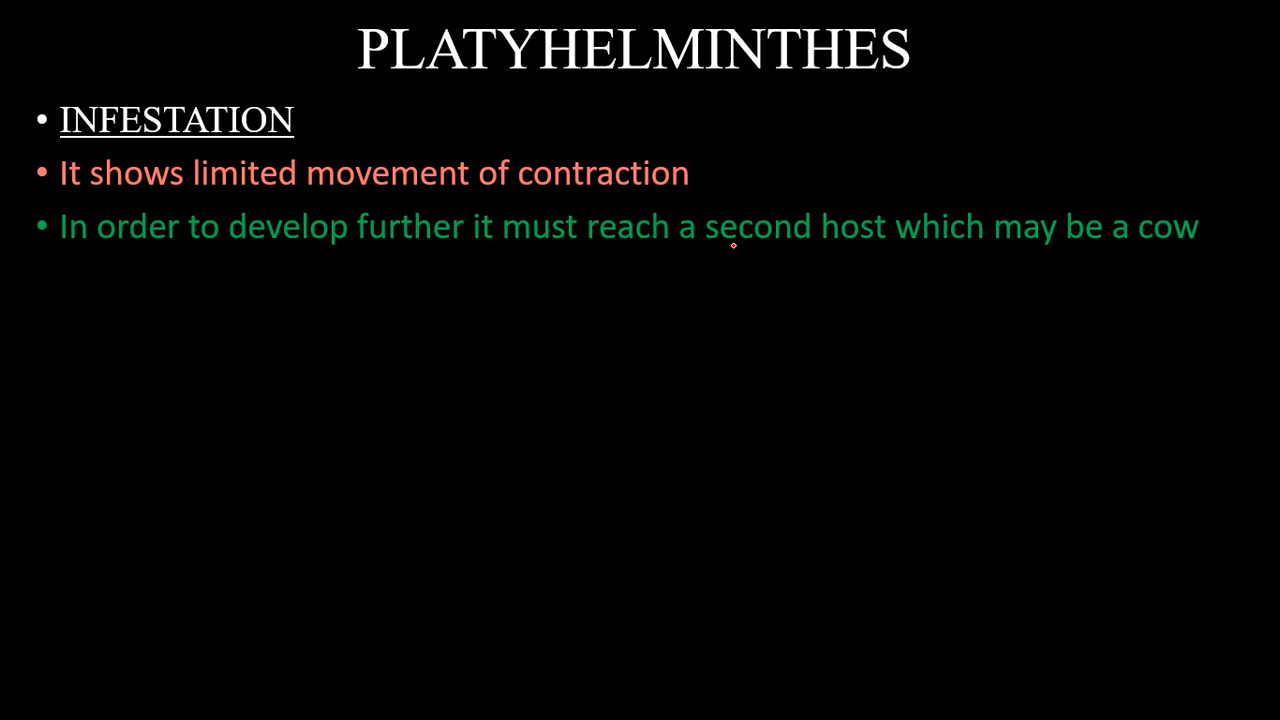 PLATYHELMINTHES
• INFESTATION
• It shows limited movement of contraction
• In order to develop further it must reach a second host which may be a cow